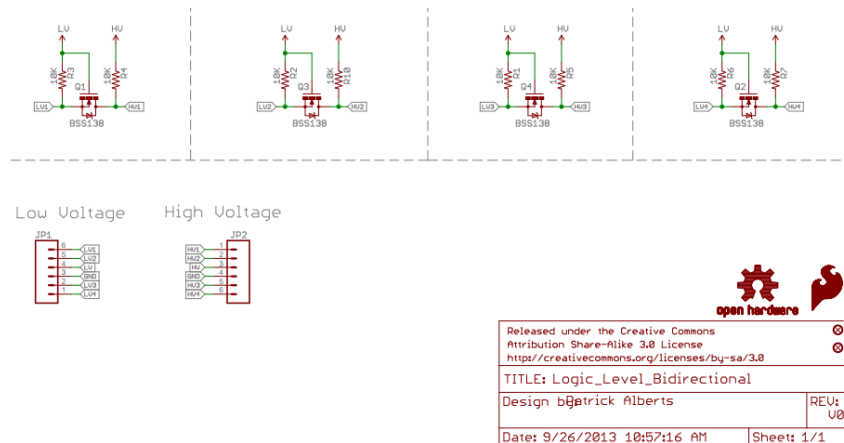 LV HV
10K R3 10K R4
Q1
LV1 HV1
BSS138
LV HV
10K R2 10K R10
Q3
LV2 HV2
BSS138
LV HV
10K R1 10K R5
Q4
LV3 HV3
BSS138
LV HV
10K R6 10K R7
Q2
LV4 HV4
BSS138
Low Voltage
JP1
6 LV1
5 LV2
4 LV
3 GND
2 LV3
1 LV4
High Voltage
JP2
HV1 1
HV2 2
HV 3
GND 4
HV3 5
HV4 6
open hardware
Released under the Creative Commons
Attribution Share-Alike 3.0 License
http://creativecommons.org/licenses/by-sa/3.0
TITLE: Logic_Level_Bidirectional
Design by: Patrick Alberts
REV:
V0
Date: 9/26/2013 10:57:16 AM
Sheet: 1/1